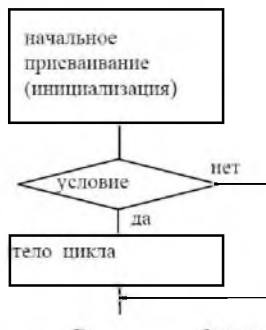 начальное
присваивание
(инициализация)
нет
условие
да
тело цикла